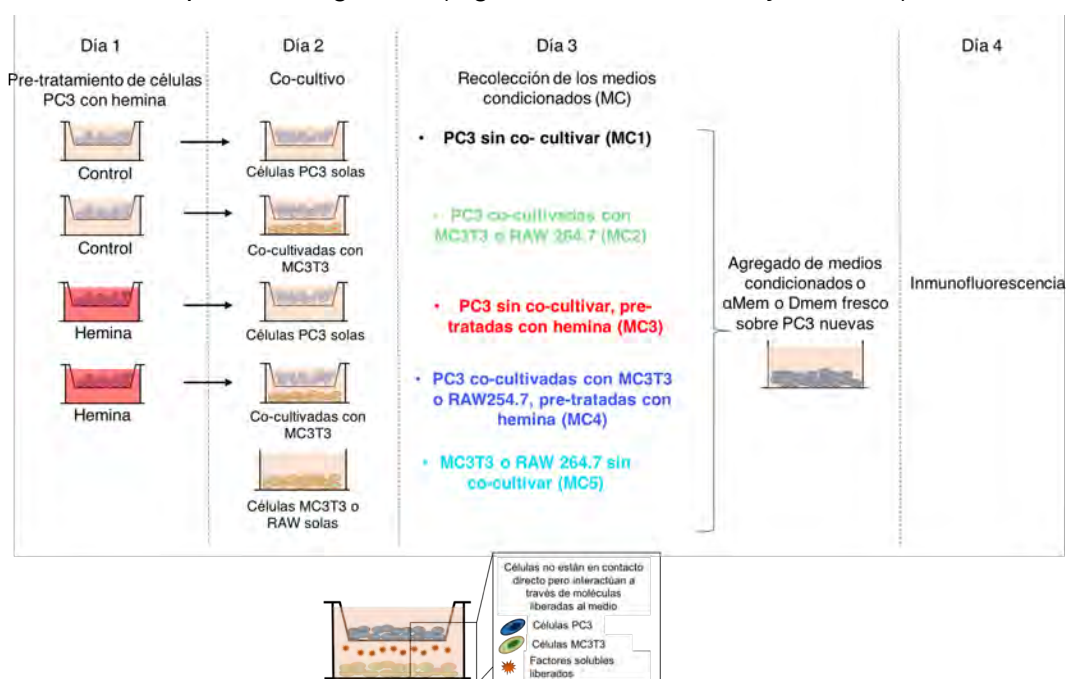 Día 1
Pre-tratamiento de células
PC3 con hemina
Control
Control
Hemina
Hemina
Día 2
Co-cultivo
Células PC3 solas
Co-cultivadas con
MC3T3
Células PC3 solas
Co-cultivadas con
MC3T3
Células MC3T3 o
RAW solas
Día 3
Recolección de los medios
condicionados (MC)
• PC3 sin co- cultivar (MC1)
• PC3 co-cultivadas con
MC3T3 o RAW 264.7 (MC2)
• PC3 sin co-cultivar, pre-
tratadas con hemina (MC3)
• PC3 co-cultivadas con MC3T3
o RAW254.7, pre-tratadas con
hemina (MC4)
• MC3T3 o RAW 264.7 sin
co-cultivar (MC5)
Agregado de medios
condicionados o
αMem o Dmem fresco
sobre PC3 nuevas
Día 4
Inmunofluorescencia
Células no están en contacto
directo pero interactúan a
través de moléculas
liberadas al medio
Células PC3
Células MC3T3
Factores solubles
liberados